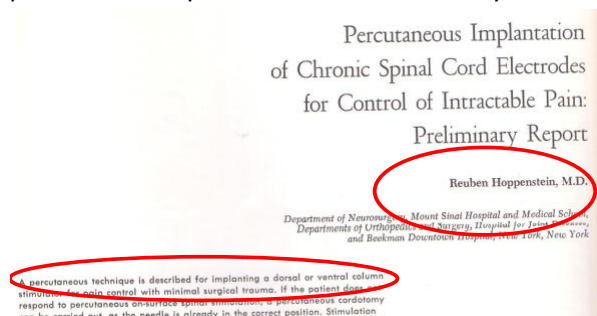 Percutaneous Implantation
of Chronic Spinal Cord Electrodes
for Control of Intractable Pain:
Preliminary Report
Reuben Hoppenstein, M.D.
Department of Neurosurgery, Mount Sinai Hospital and Medical School,
Departments of Orthopedics and Surgery, Hospital for Joint Diseases,
and Beekman Downtown Hospital, New York, New York
A percutaneous technique is described for implanting a dorsal or ventral column
stimulator for pain control with minimal surgical trauma. If the patient does not
respond to percutaneous on-surface spinal stimulation, a percutaneous cordotomy
can be carried out, as the needle is already in the correct position. Stimulation